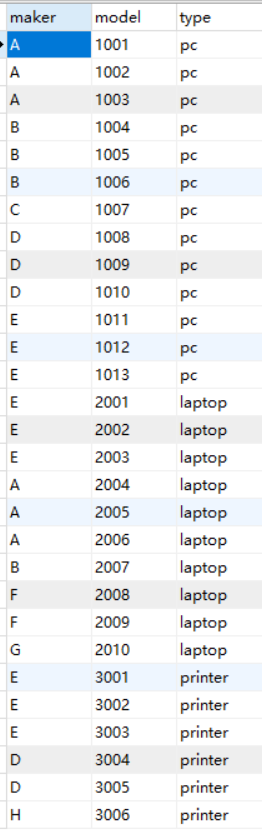 maker model type
A 1001 pc
A 1002 pc
A 1003 pc
B 1004 pc
B 1005 pc
B 1006 pc
C 1007 pc
D 1008 pc
D 1009 pc
D 1010 pc
E 1011 pc
E 1012 pc
E 1013 pc
E 2001 laptop
E 2002 laptop
E 2003 laptop
A 2004 laptop
A 2005 laptop
A 2006 laptop
B 2007 laptop
F 2008 laptop
F 2009 laptop
G 2010 laptop
E 3001 printer
E 3002 printer
E 3003 printer
D 3004 printer
D 3005 printer
H 3006 printer